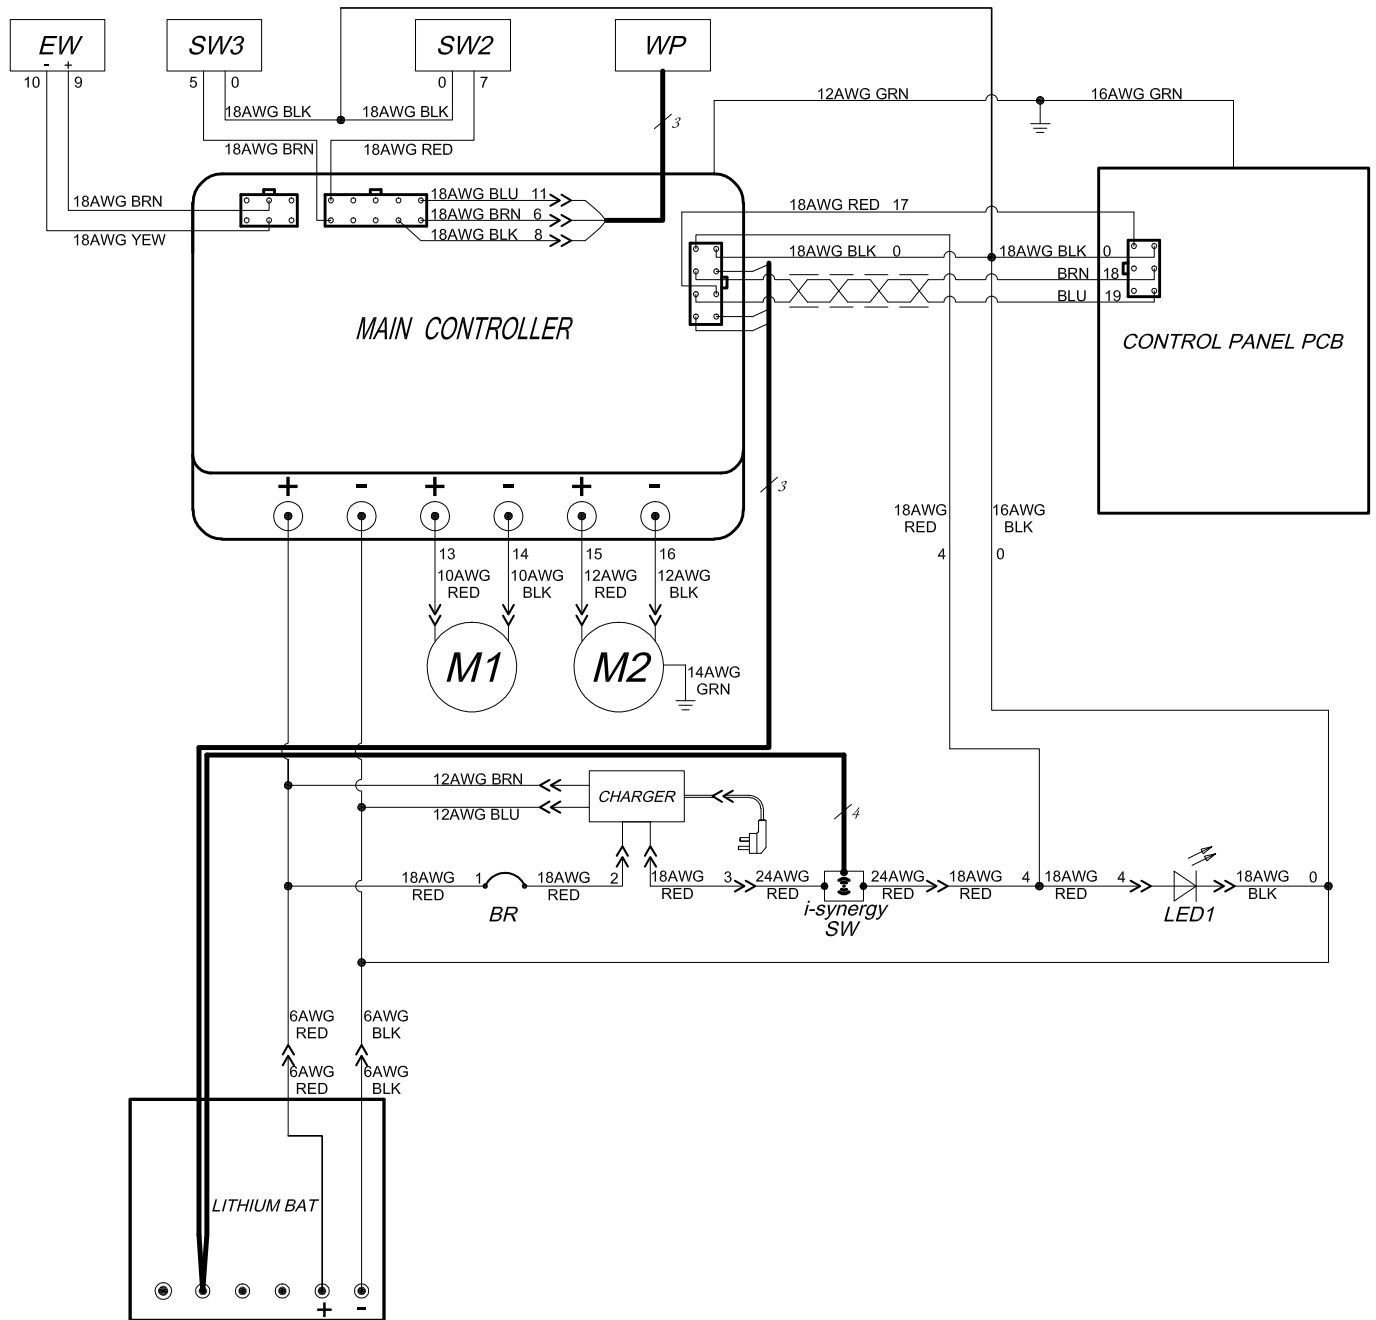 EW
SW3
SW2
WP
- +
10 9
5 0
0 7
12AWG GRN
16AWG GRN
18AWG BLK
18AWG BLK
3
18AWG BRN
18AWG RED
18AWG BRN
18AWG YEW
18AWG BLU 11
18AWG BRN 6
18AWG BLK 8
18AWG RED 17
18AWG BLK 0
18AWG BLK 0
BRN 18
BLU 19
MAIN CONTROLLER
CONTROL PANEL PCB
+ - + - + -
3
18AWG
RED
4
16AWG
BLK
0
13
10AWG
RED
14
10AWG
BLK
15
12AWG
RED
16
12AWG
BLK
M1
M2
14AWG
GRN
12AWG BRN
12AWG BLU
CHARGER
4
18AWG
RED
1
BR
18AWG
RED
2
18AWG
RED
3
24AWG
RED
i-synergy
SW
24AWG
RED
18AWG
RED
4
18AWG
RED
4
LED1
18AWG
BLK
0
6AWG
RED
6AWG
BLK
6AWG
RED
6AWG
BLK
LITHIUM BAT
+ -